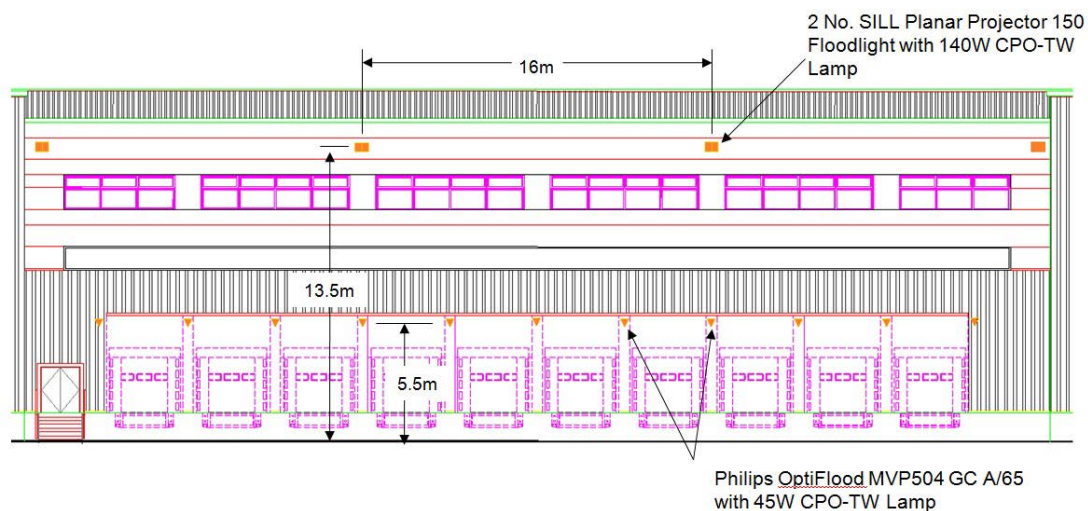 2 No. SILL Planar Projector 150
Floodlight with 140W CPO-TW
Lamp
16m
13.5m
5.5m
Philips OptiFlood MVP504 GC A/65
with 45W CPO-TW Lamp